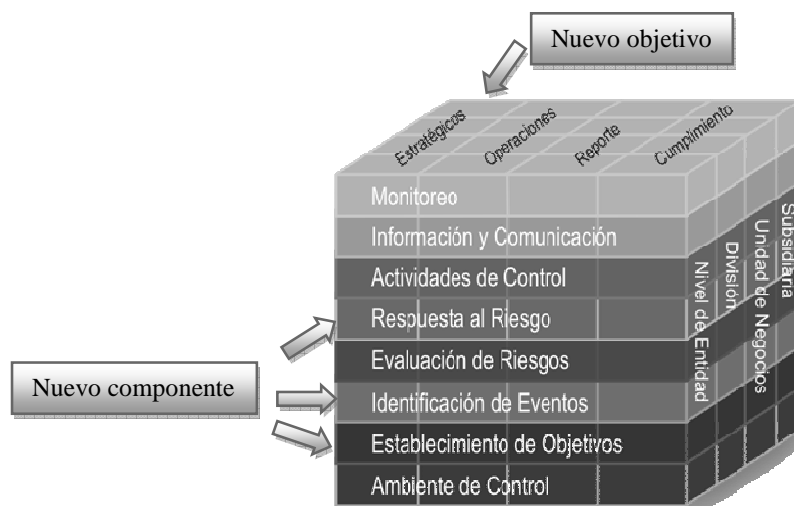 Nuevo objetivo
Estratégicos
Operaciones
Reporte
Cumplimiento
Monitoreo
Información y Comunicación
Actividades de Control
Respuesta al Riesgo
Evaluación de Riesgos
Identificación de Eventos
Establecimiento de Objetivos
Ambiente de Control
Nivel de Entidad
División
Unidad de Negocios
Subsidiaria
Nuevo componente